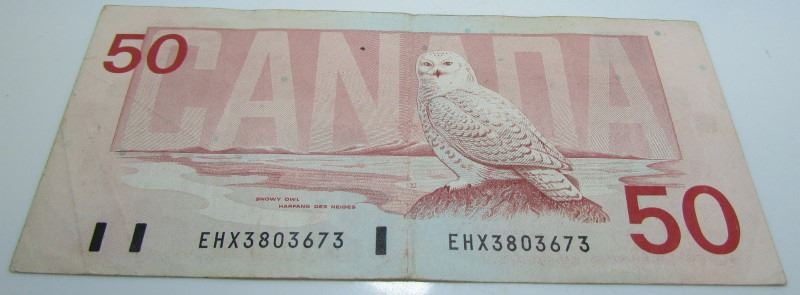 50
CANADA
SNOWY OWL
HARFANG DES NEIGES
50
EHX3803673 EHX3803673